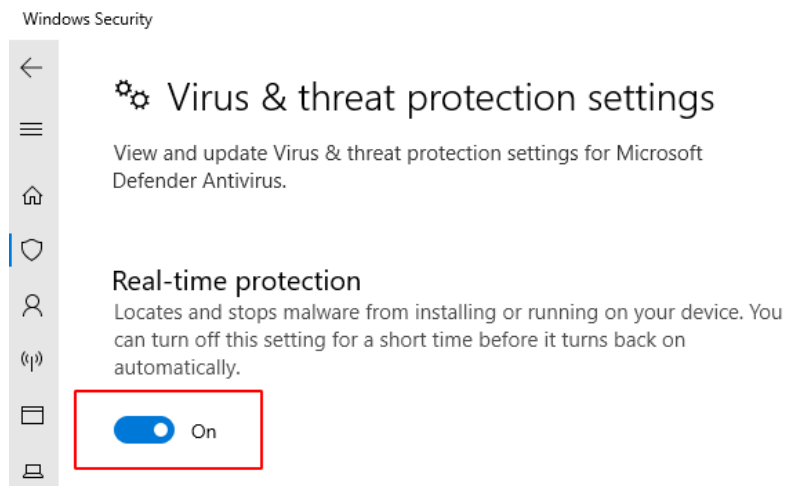 Windows Security
Virus & threat protection settings
View and update Virus & threat protection settings for Microsoft
Defender Antivirus.
Real-time protection
Locates and stops malware from installing or running on your device. You
can turn off this setting for a short time before it turns back on
automatically.
On